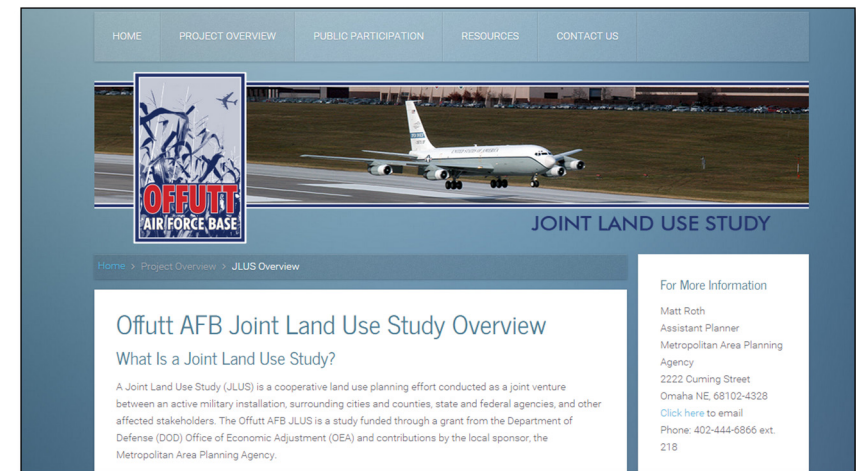 HOME PROJECT OVERVIEW PUBLIC PARTICIPATION RESOURCES CONTACT US
UNITED STATES OF AMERICA
OFFUTT
AIR FORCE BASE
JOINT LAND USE STUDY
Home > Project Overview > JLUS Overview
Offutt AFB Joint Land Use Study Overview
What Is a Joint Land Use Study?
A Joint Land Use Study (JLUS) is a cooperative land use planning effort conducted as a joint venture
between an active military installation, surrounding cities and counties, state and federal agencies, and other
affected stakeholders. The Offutt AFB JLUS is a study funded through a grant from the Department of
Defense (DOD) Office of Economic Adjustment (OEA) and contributions by the local sponsor, the
Metropolitan Area Planning Agency.
For More Information
Matt Roth
Assistant Planner
Metropolitan Area Planning
Agency
2222 Cuming Street
Omaha NE, 68102-4328
Click here to email
Phone: 402-444-6866 ext.
218